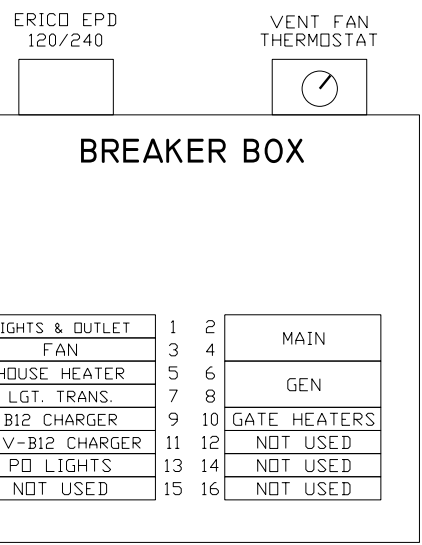 ERICO EPD
120/240
VENT FAN
THERMOSTAT
BREAKER BOX
IGHTS & OUTLET 1 2 MAIN
FAN 3 4
HOUSE HEATER 5 6 GEN
LGT. TRANS. 7 8
B12 CHARGER 9 10 GATE HEATERS
V-B12 CHARGER 11 12 NOT USED
PO LIGHTS 13 14 NOT USED
NOT USED 15 16 NOT USED